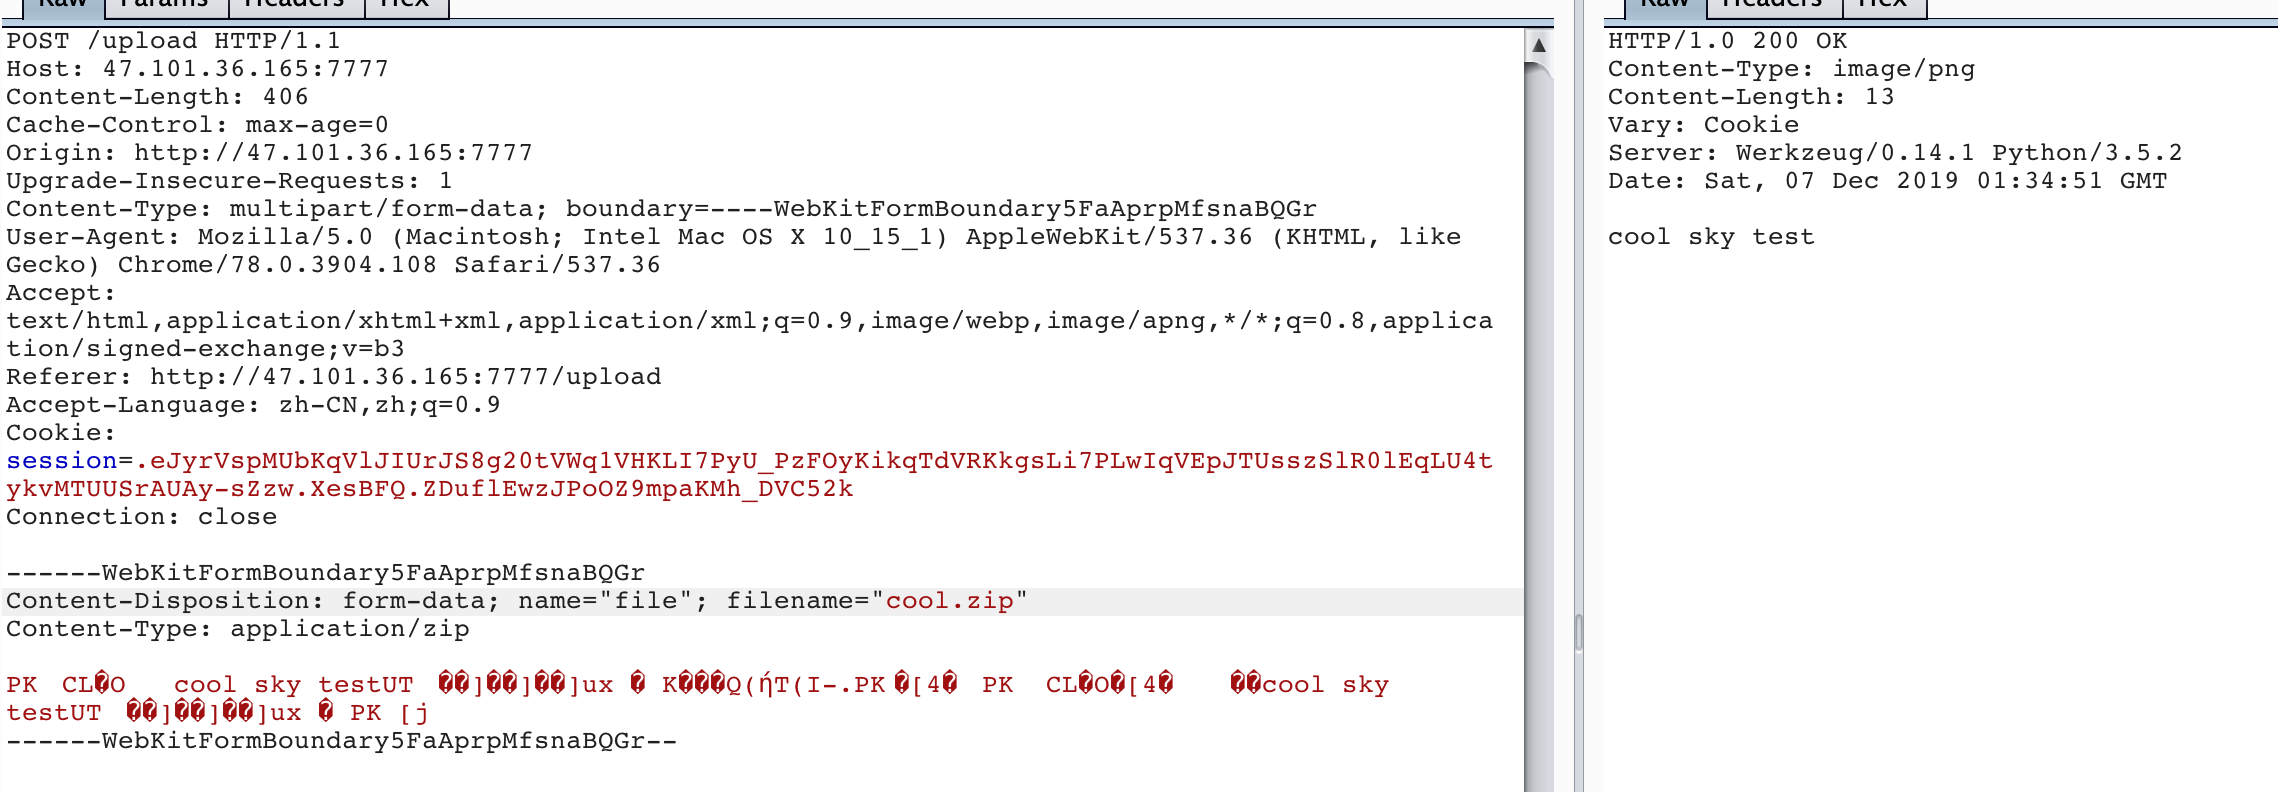 Raw Params Headers Hex
POST /upload HTTP/1.1
Host: 47.101.36.165:7777
Content-Length: 406
Cache-Control: max-age=0
Origin: http://47.101.36.165:7777
Upgrade-Insecure-Requests: 1
Content-Type: multipart/form-data; boundary=----WebKitFormBoundary5FaAprpMfsnaBQGr
User-Agent: Mozilla/5.0 (Macintosh; Intel Mac OS X 10_15_1) AppleWebKit/537.36 (KHTML, like
Gecko) Chrome/78.0.3904.108 Safari/537.36
Accept:
text/html,application/xhtml+xml,application/xml;q=0.9,image/webp,image/apng,*/*;q=0.8,applica
tion/signed-exchange;v=b3
Referer: http://47.101.36.165:7777/upload
Accept-Language: zh-CN,zh;q=0.9
Cookie:
session=.eJyrVspMUbKqVlJIUrJS8g20tVWq1VHKLI7PyU_PzFOyKikqTdVRKkgsLi7PLwIqVEpJTUsszSlR0lEqLU4t
ykvMTUUSrAUAy-sZzw.XesBFQ.ZDuflEwzJPoOZ9mpaKMh_DVC52k
Connection: close
------WebKitFormBoundary5FaAprpMfsnaBQGr
Content-Disposition: form-data; name="file"; filename="cool.zip"
Content-Type: application/zip
PK CL�O cool sky testUT ��]��]��]ux � K���Q(ήT(I-.PK�[4� PK CL�O�[4� ��cool sky
testUT ��]��]��]ux � PK [j
------WebKitFormBoundary5FaAprpMfsnaBQGr--
Raw Headers Hex
HTTP/1.0 200 OK
Content-Type: image/png
Content-Length: 13
Vary: Cookie
Server: Werkzeug/0.14.1 Python/3.5.2
Date: Sat, 07 Dec 2019 01:34:51 GMT
cool sky test